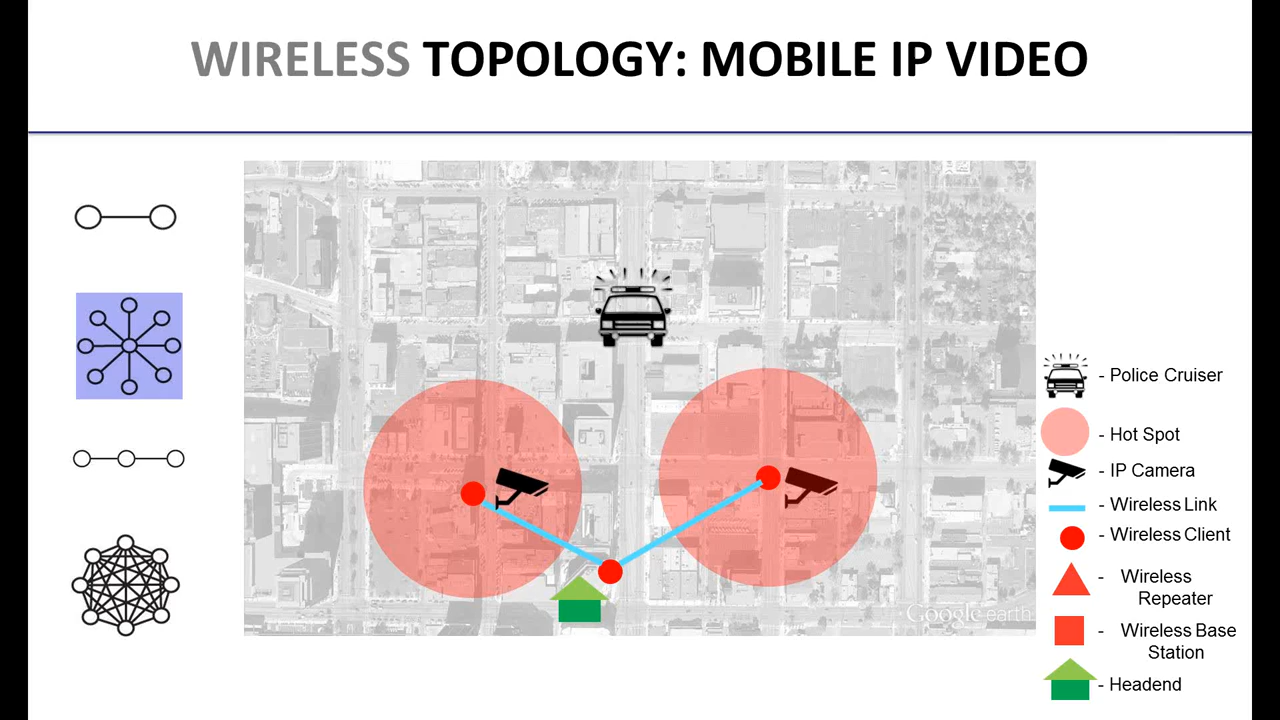 WIRELESS TOPOLOGY: MOBILE IP VIDEO
- Police Cruiser
- Hot Spot
- IP Camera
- Wireless Link
- Wireless Client
- Wireless
Repeater
- Wireless Base
Station
- Headend
Google earth